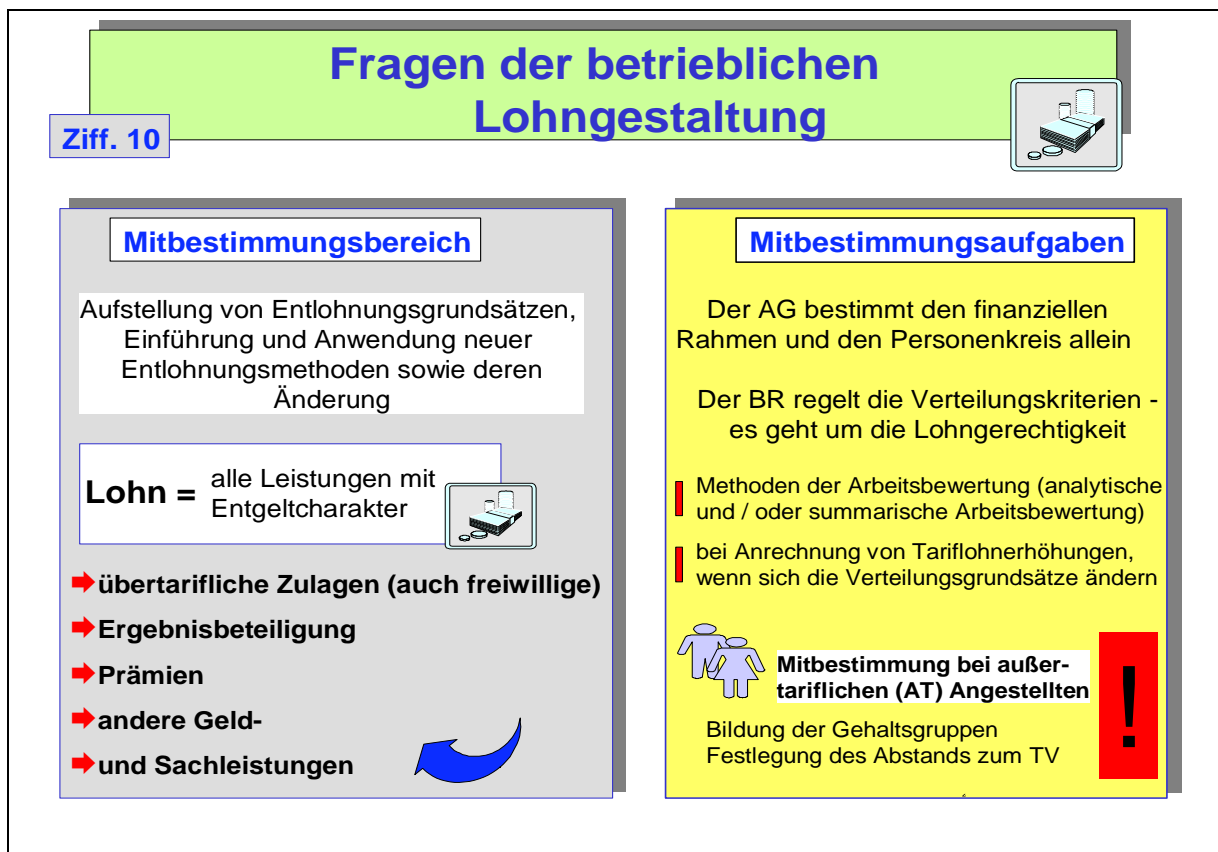 Fragen der betrieblichen
Lohngestaltung
Ziff. 10
Mitbestimmungsbereich
Aufstellung von Entlohnungsgrundsätzen,
Einführung und Anwendung neuer
Entlohnungsmethoden sowie deren
Änderung
Lohn = alle Leistungen mit
Entgeltcharakter
übertarifliche Zulagen (auch freiwillige)
Ergebnisbeteiligung
Prämien
andere Geld-
und Sachleistungen
Mitbestimmungsaufgaben
Der AG bestimmt den finanziellen
Rahmen und den Personenkreis allein
Der BR regelt die Verteilungskriterien -
es geht um die Lohngerechtigkeit
Methoden der Arbeitsbewertung (analytische
und / oder summarische Arbeitsbewertung)
bei Anrechnung von Tariflohnerhöhungen,
wenn sich die Verteilungsgrundsätze ändern
Mitbestimmung bei außer-
tariflichen (AT) Angestellten
!
Bildung der Gehaltsgruppen
Festlegung des Abstands zum TV